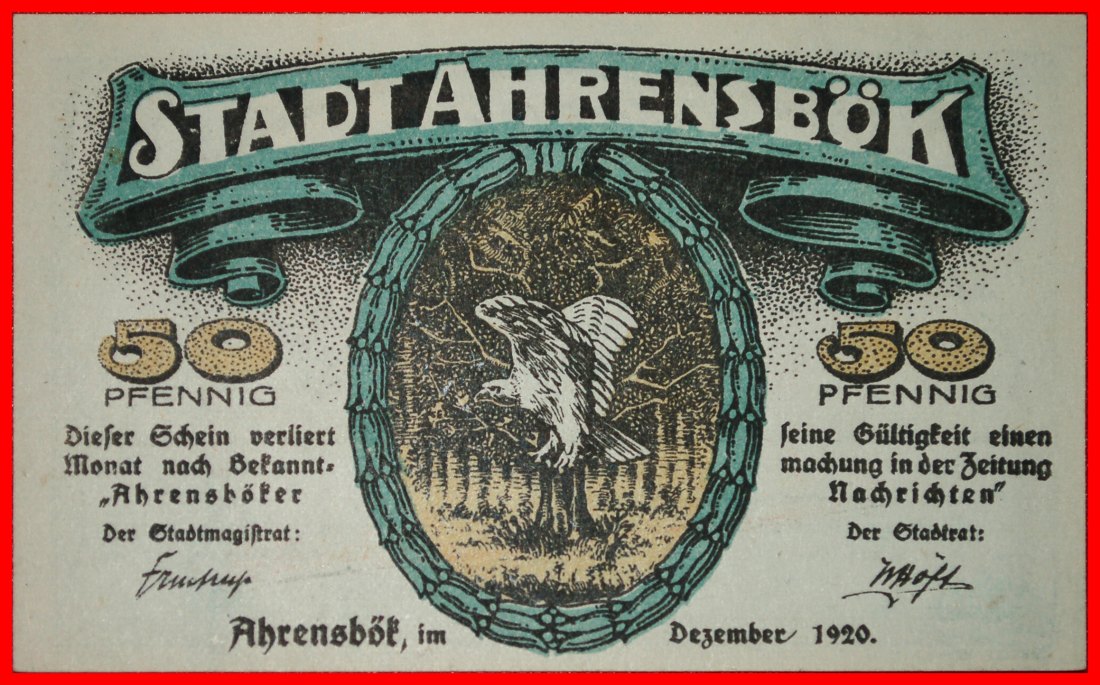 STADT AHRENSBÖK
50 50
PFENNIG PFENNIG
Dieser Schein verliert seine Gültigkeit einen
Monat nach Bekannt= machung in der Zeitung
„Ahrensböker Nachrichten“
Der Stadtmagistrat: Der Stadtrat:
Ahrensbök, im Dezember 1920.